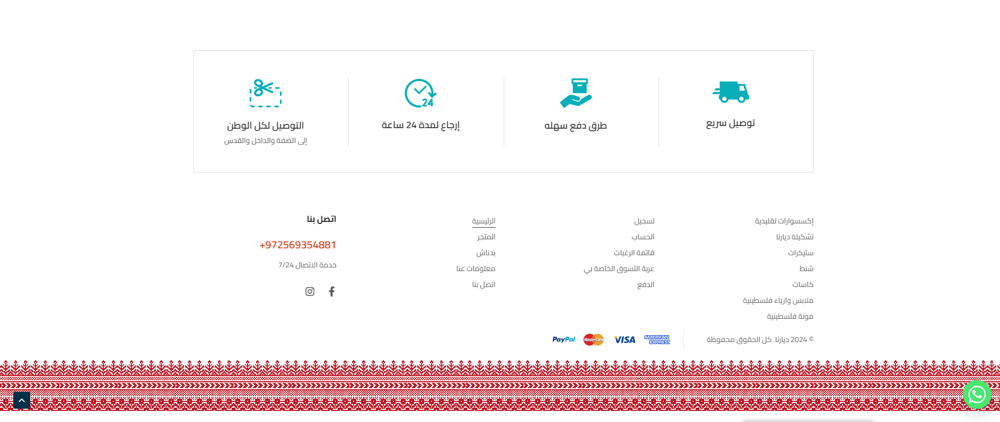 توصيل سريع
طرق دفع سهله
24
إرجاع لمدة 24 ساعة
التوصيل لكل الوطن
إلى الضفة والداخل والقدس
إكسسوارات تقليدية
تشكيلة ديارنا
ستيكرات
شنط
كاسات
ملابس وازياء فلسطينية
مونة فلسطينية
تسجيل
الحساب
قائمة الرغبات
عربة التسوق الخاصة بي
الدفع
الرئيسية
المتجر
بدناش
معلومات عنا
اتصل بنا
اتصل بنا
+972569354881
خدمة الاتصال 7/24
© 2024 ديارنا. كل الحقوق محفوظة
AMERICAN EXPRESS
VISA
MasterCard
PayPal